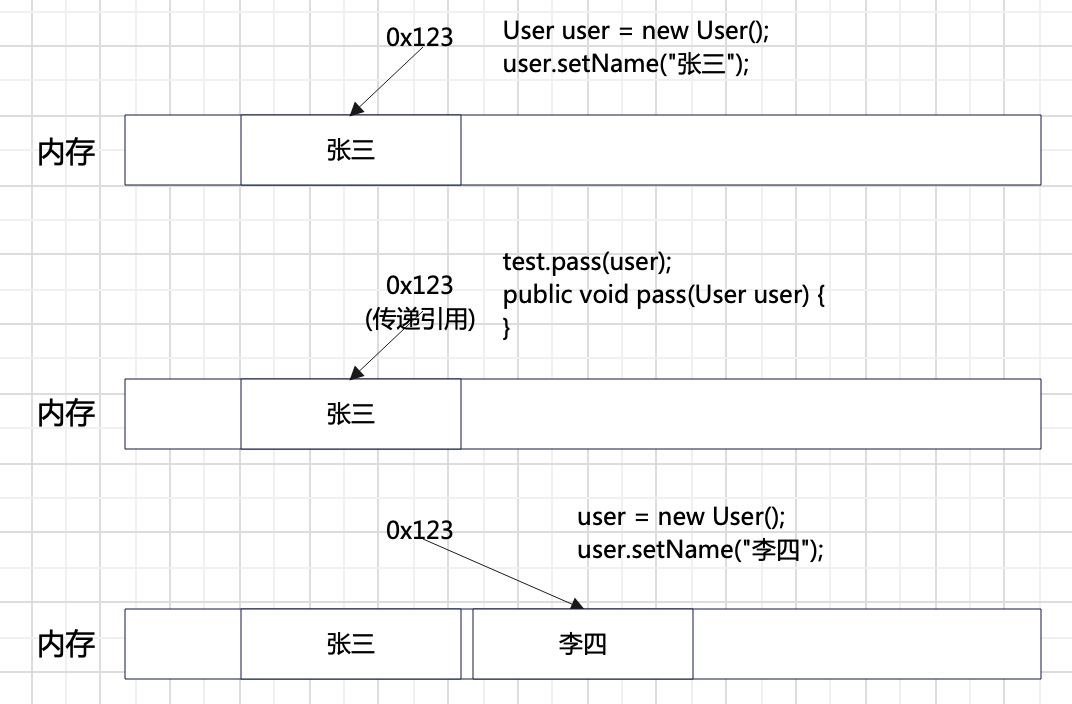 0x123
User user = new User();
user.setName("张三");
内存
张三
0x123
(传递引用)
test.pass(user);
public void pass(User user) {
}
内存
张三
0x123
user = new User();
user.setName("李四");
内存
张三
李四